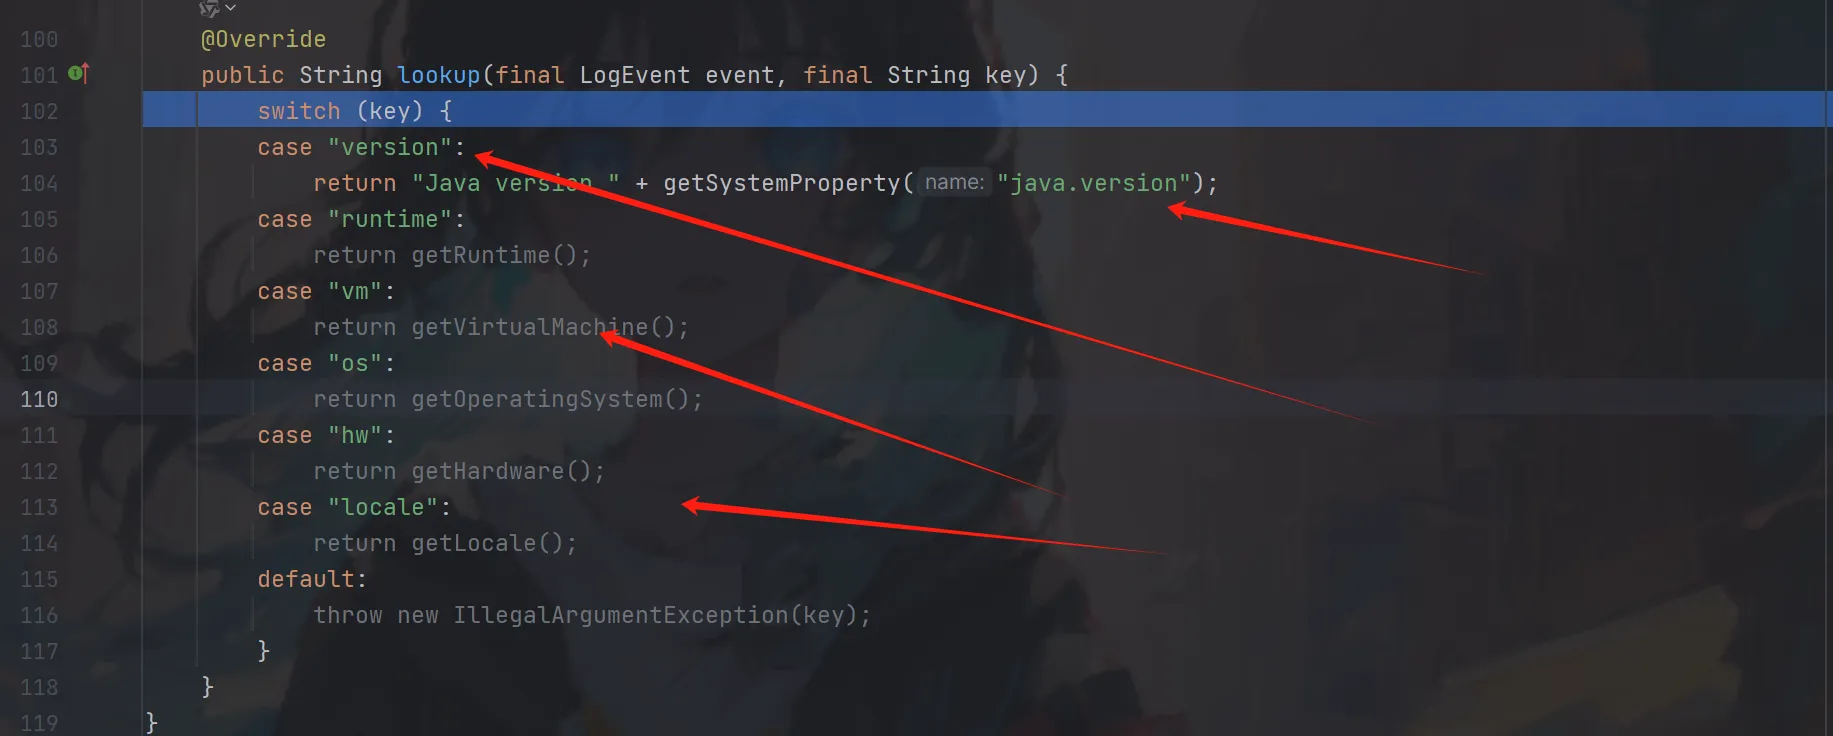 100 @Override
101 public String lookup(final LogEvent event, final String key) {
102 switch (key) {
103 case "version":
104 return "Java version " + getSystemProperty( name: "java.version");
105 case "runtime":
106 return getRuntime();
107 case "vm":
108 return getVirtualMachine();
109 case "os":
110 return getOperatingSystem();
111 case "hw":
112 return getHardware();
113 case "locale":
114 return getLocale();
115 default:
116 throw new IllegalArgumentException(key);
117 }
118 }
119 }